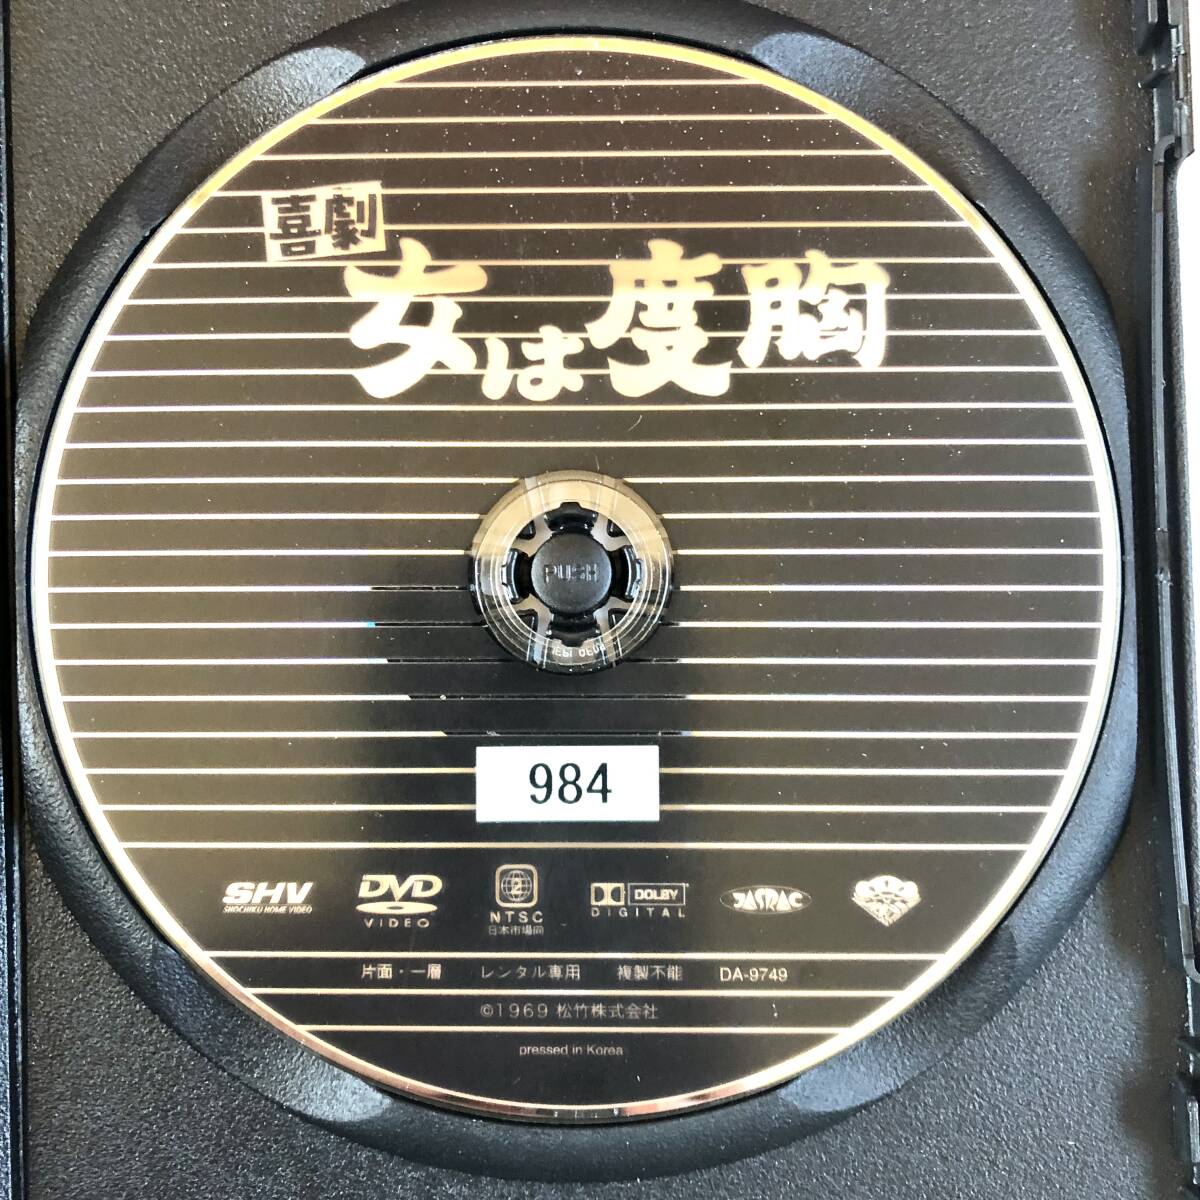 喜劇
女は度胸
PUSH
984
SHV
SHOCHIKU HOME VIDEO
DVD
VIDEO
2
NTSC
日本市場向
DOLBY
DIGITAL
JASRAC
片面・一層 レンタル専用 複製不能 DA-9749
©1969 松竹株式会社
pressed in Korea